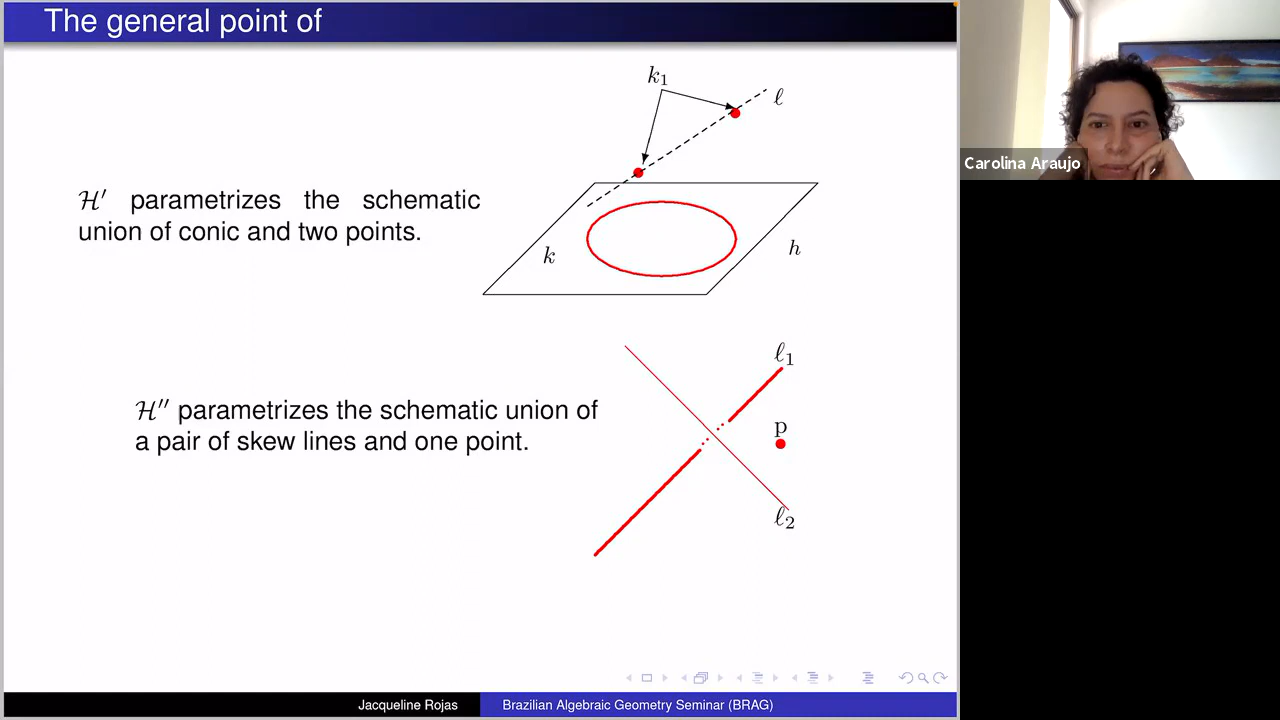 The general point of
k₁
ℓ
ℋ′ parametrizes the schematic
union of conic and two points.
k
h
ℓ₁
ℋ″ parametrizes the schematic union of
a pair of skew lines and one point.
p
ℓ₂
Jacqueline Rojas
Brazilian Algebraic Geometry Seminar (BRAG)
Carolina Araujo